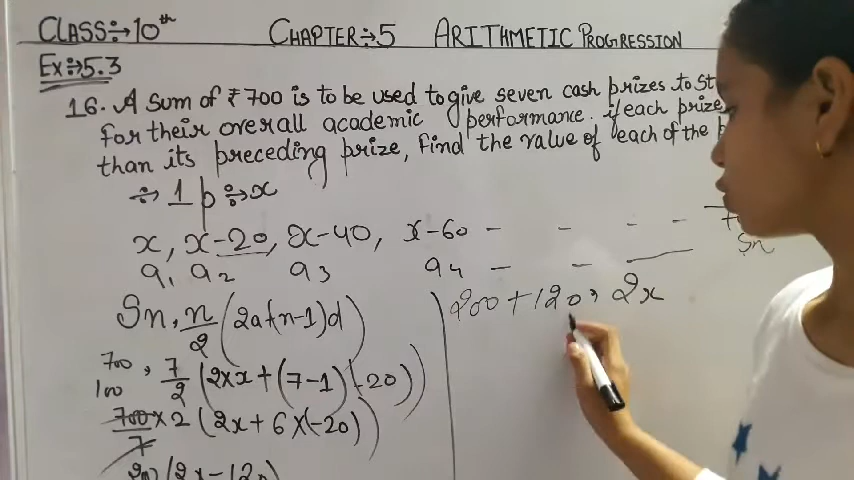 CLASS:→10th CHAPTER:→5 ARITHMETIC PROGRESSION
Ex:→5.3
16. A sum of ₹700 is to be used to give seven cash prizes to st
for their overall academic performance. if each prize
than its preceding prize, find the value of each of the
÷ 1 p ÷→ x
x, x-20, x-40, x-60 - - - -
a1 a2 a3 a4 - -
Sn
Sn, n/2 (2a+(n-1)d)
200+120, 2x
700, 7/2 (2×x+(7-1)(-20))
100
700/7 ×2 (2x+6×(-20))
200(2x-120)